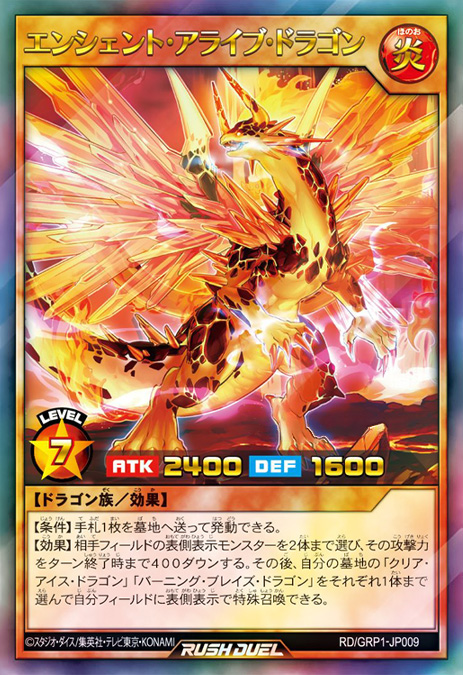 エンシェント・アライブ・ドラゴン
ほのお
炎
LEVEL
7
ATK 2400 DEF 1600
【ドラゴン族／効果】
【条件】手札1枚を墓地へ送って発動できる。
【効果】相手フィールドの表側表示モンスターを2体まで選び、その攻撃力
をターン終了時まで400ダウンする。その後、自分の墓地の「クリア・
アイス・ドラゴン」「バーニング・ブレイズ・ドラゴン」をそれぞれ1体まで
選んで自分フィールドに表側表示で特殊召喚できる。
©スタジオ・ダイス/集英社・テレビ東京・KONAMI
RUSH DUEL
RD/GRP1-JP009